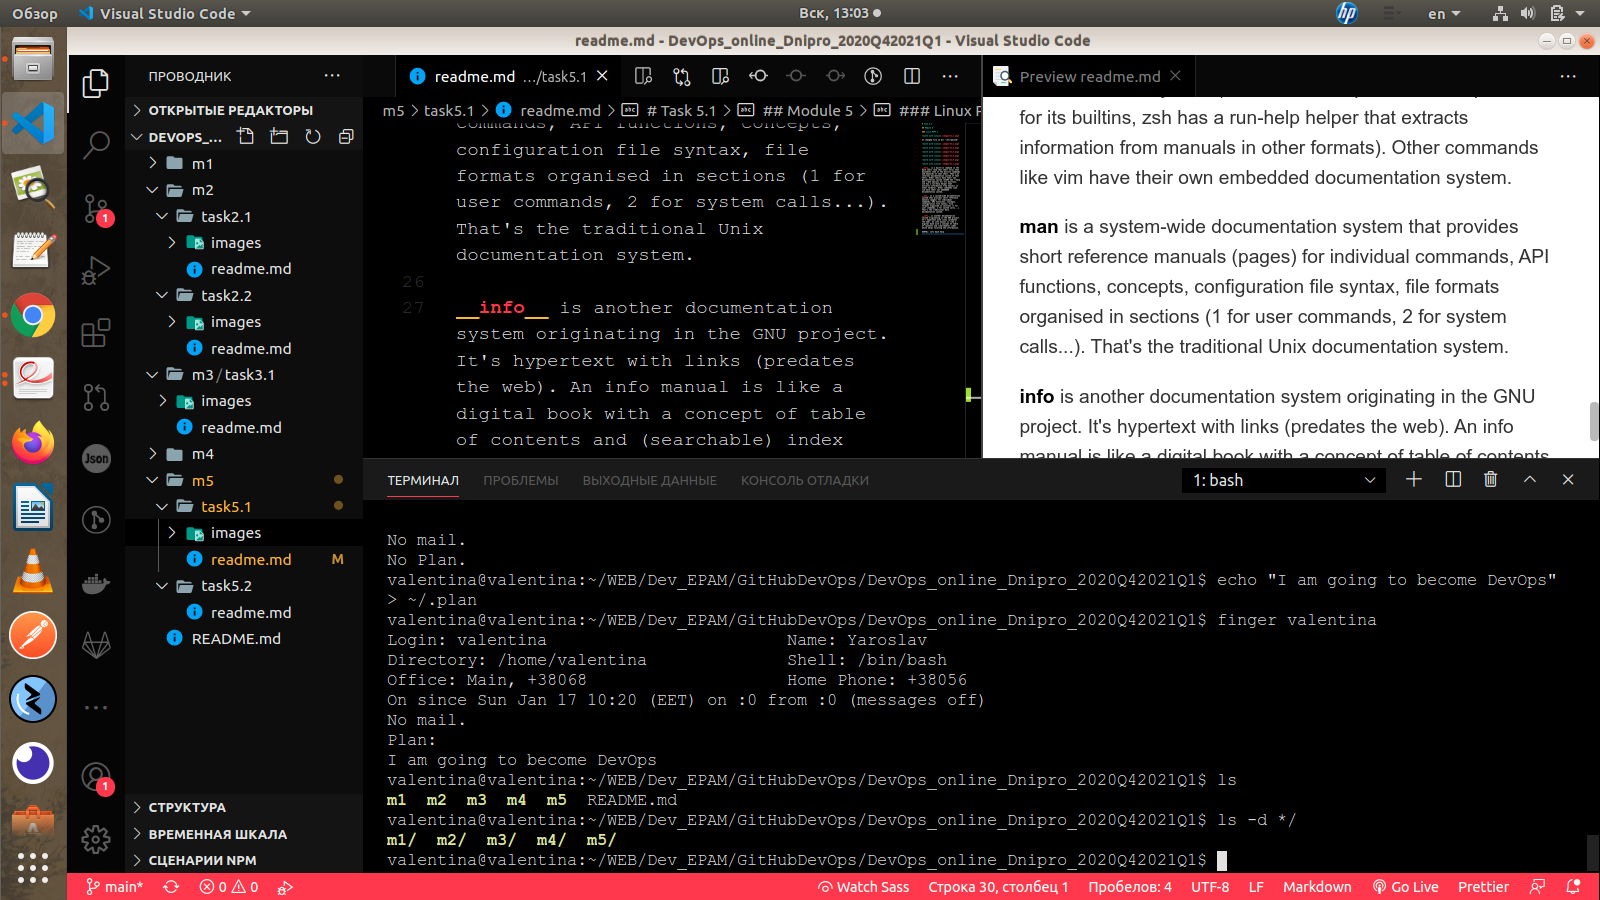 Обзор
Visual Studio Code
Вск, 13:03
hp
en
readme.md - DevOps_online_Dnipro_2020Q42021Q1 - Visual Studio Code
ПРОВОДНИК
ОТКРЫТЫЕ РЕДАКТОРЫ
DEVOPS_...
m1
m2
task2.1
images
readme.md
task2.2
images
readme.md
m3 / task3.1
images
readme.md
m4
m5
task5.1
images
readme.md M
task5.2
readme.md
README.md
СТРУКТУРА
ВРЕМЕННАЯ ШКАЛА
СЦЕНАРИИ NPM
1
Json
1
readme.md .../task5.1
m5 > task5.1 > readme.md > # Task 5.1 > ## Module 5 > ### Linux P
commands, API functions, concepts,
configuration file syntax, file
formats organised in sections (1 for
user commands, 2 for system calls...).
That's the traditional Unix
documentation system.
26
27 __info__ is another documentation
system originating in the GNU project.
It's hypertext with links (predates
the web). An info manual is like a
digital book with a concept of table
of contents and (searchable) index
Preview readme.md
for its builtins, zsh has a run-help helper that extracts
information from manuals in other formats). Other commands
like vim have their own embedded documentation system.
man is a system-wide documentation system that provides
short reference manuals (pages) for individual commands, API
functions, concepts, configuration file syntax, file formats
organised in sections (1 for user commands, 2 for system
calls...). That's the traditional Unix documentation system.
info is another documentation system originating in the GNU
project. It's hypertext with links (predates the web). An info
manual is like a digital book with a concept of table of contents
ТЕРМИНАЛ ПРОБЛЕМЫ ВЫХОДНЫЕ ДАННЫЕ КОНСОЛЬ ОТЛАДКИ
1: bash
No mail.
No Plan.
valentina@valentina:~/WEB/Dev_EPAM/GitHubDevOps/DevOps_online_Dnipro_2020Q42021Q1$ echo "I am going to become DevOps"
> ~/.plan
valentina@valentina:~/WEB/Dev_EPAM/GitHubDevOps/DevOps_online_Dnipro_2020Q42021Q1$ finger valentina
Login: valentina Name: Yaroslav
Directory: /home/valentina Shell: /bin/bash
Office: Main, +38068 Home Phone: +38056
On since Sun Jan 17 10:20 (EET) on :0 from :0 (messages off)
No mail.
Plan:
I am going to become DevOps
valentina@valentina:~/WEB/Dev_EPAM/GitHubDevOps/DevOps_online_Dnipro_2020Q42021Q1$ ls
m1 m2 m3 m4 m5 README.md
valentina@valentina:~/WEB/Dev_EPAM/GitHubDevOps/DevOps_online_Dnipro_2020Q42021Q1$ ls -d */
m1/ m2/ m3/ m4/ m5/
valentina@valentina:~/WEB/Dev_EPAM/GitHubDevOps/DevOps_online_Dnipro_2020Q42021Q1$
main* 0 0
Watch Sass Строка 30, столбец 1 Пробелов: 4 UTF-8 LF Markdown Go Live Prettier